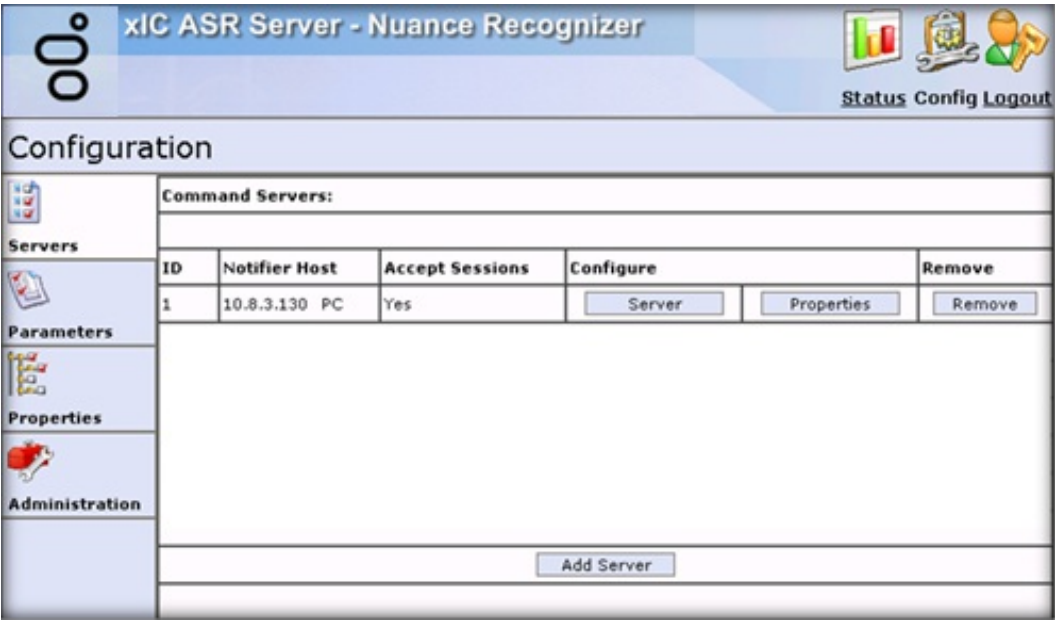 xIC ASR Server - Nuance Recognizer
Status Config Logout
Configuration
Servers
Parameters
Properties
Administration
Command Servers:
ID Notifier Host Accept Sessions Configure Remove
1 10.8.3.130 PC Yes Server Properties Remove
Add Server